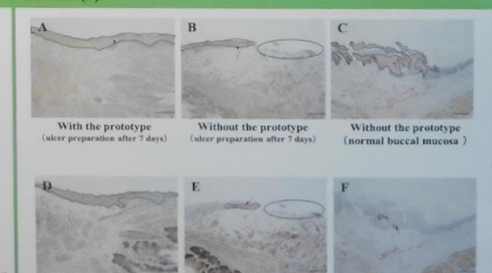 A
B
C
With the prototype
(ulcer preparation after 7 days)
Without the prototype
(ulcer preparation after 7 days)
Without the prototype
(normal buccal mucosa )
D
E
F